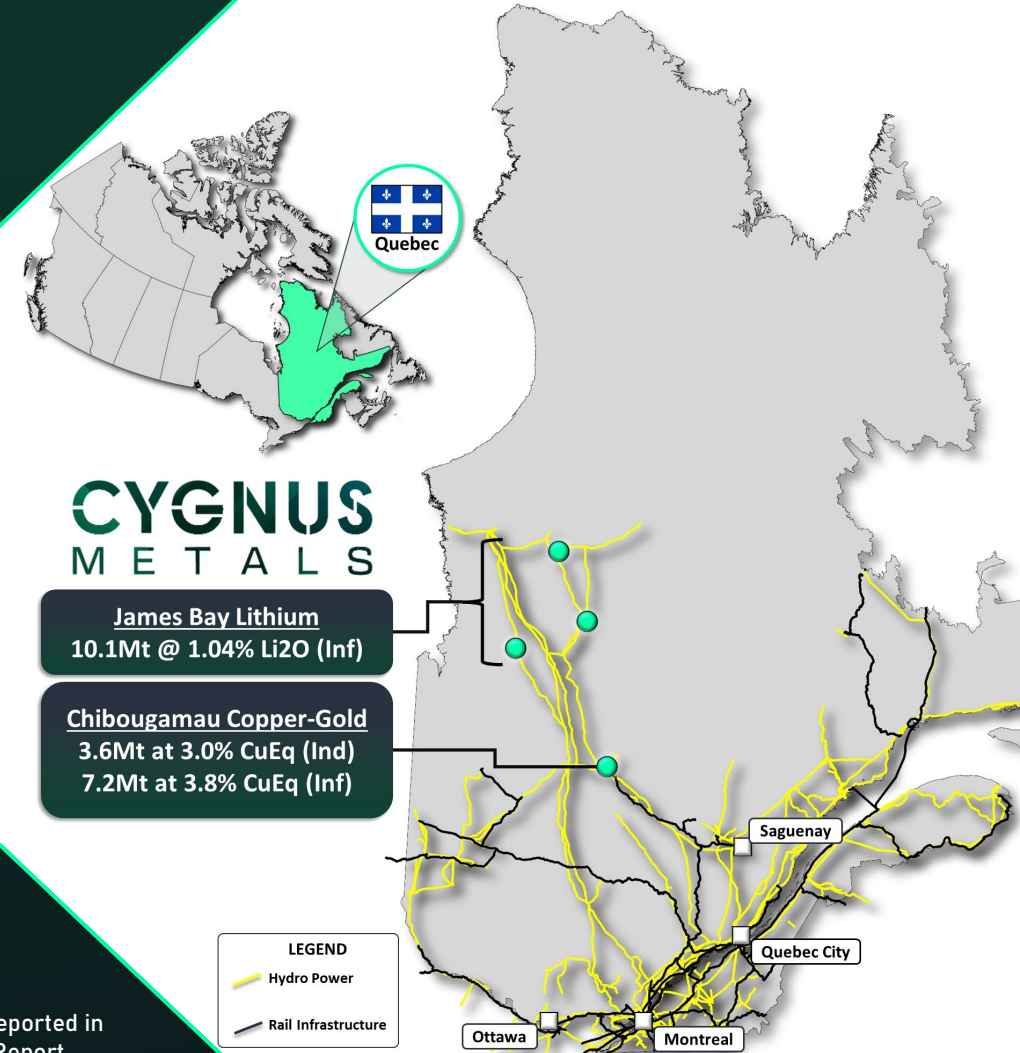 Quebec
CYGNUS
METALS
James Bay Lithium
10.1Mt @ 1.04% Li2O (Inf)
Chibougamau Copper-Gold
3.6Mt at 3.0% CuEq (Ind)
7.2Mt at 3.8% CuEq (Inf)
Saguenay
Quebec City
LEGEND
Hydro Power
Rail Infrastructure
Ottawa
Montreal
eported in
Report